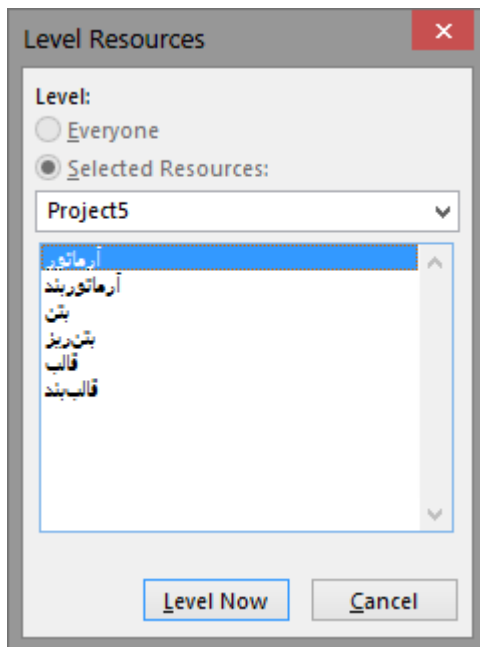 Level Resources
Level:
Everyone
Selected Resources:
Project5
آرماتور
آرماتوربند
بتن
بتن‌ریز
قالب
قالب‌بند
Level Now
Cancel